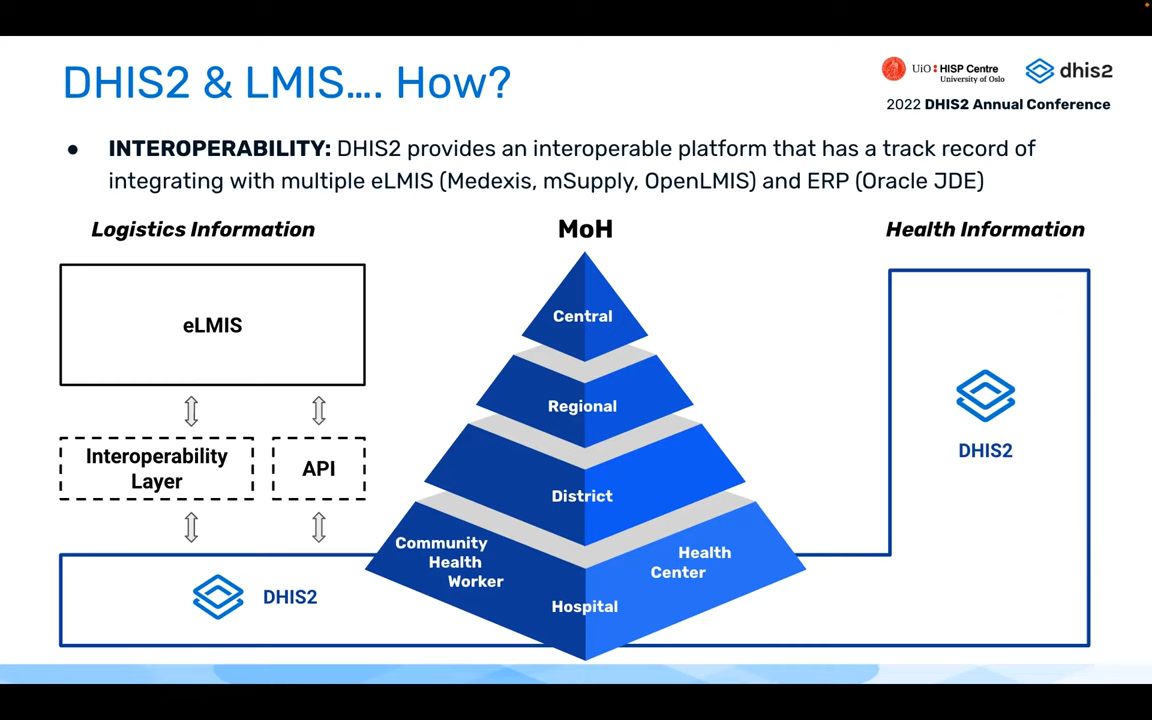 DHIS2 & LMIS.... How?
UiO HISP Centre
University of Oslo
dhis2
2022 DHIS2 Annual Conference
● INTEROPERABILITY: DHIS2 provides an interoperable platform that has a track record of
integrating with multiple eLMIS (Medexis, mSupply, OpenLMIS) and ERP (Oracle JDE)
Logistics Information
MoH
Health Information
eLMIS
Interoperability
Layer
API
DHIS2
Central
Regional
District
Community
Health
Worker
Health
Center
Hospital
DHIS2